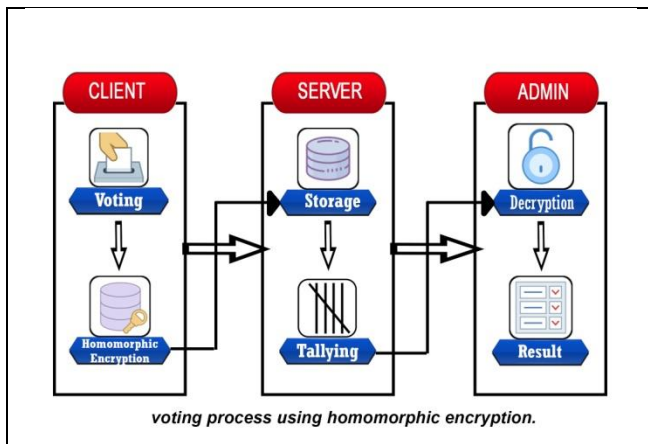 CLIENT
SERVER
ADMIN
Voting
Storage
Decryption
Homomorphic
Encryption
Tallying
Result
voting process using homomorphic encryption.